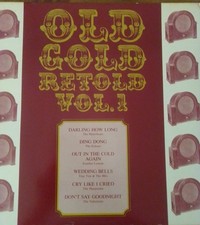 OLD
GOLD
RETOLD
VOL. 1
DARLING HOW LONG
DING DONG
OUT IN THE COLD
AGAIN
WEDDING BELLS
CRY LIKE I CRIED
DON'T SAY GOODNIGHT